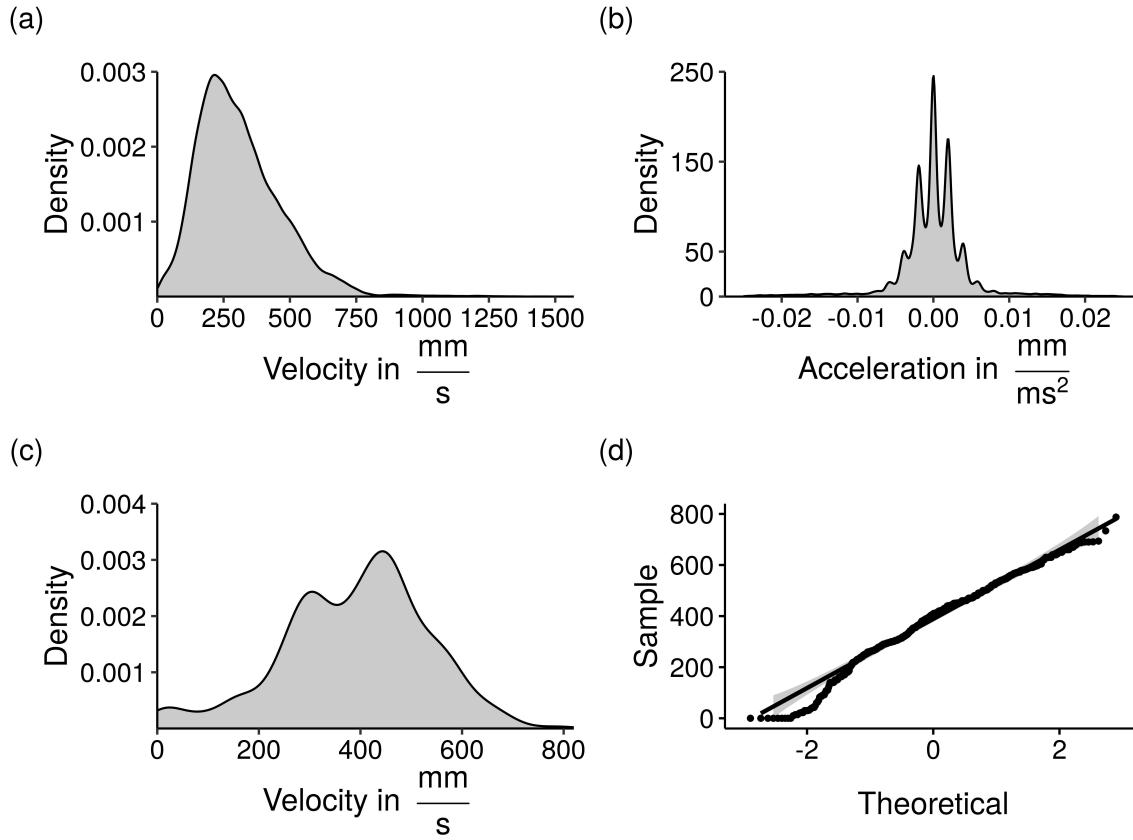 (a)
0.003
0.002
0.001
Density
0 250 500 750 1000 1250 1500
Velocity in mm
s
(b)
250
150
50
0
Density
-0.02 -0.01 0.00 0.01 0.02
Acceleration in mm
ms²
(c)
0.004
0.003
0.002
0.001
Density
0 200 400 600 800
Velocity in mm
s
(d)
800
600
400
200
0
Sample
-2 0 2
Theoretical